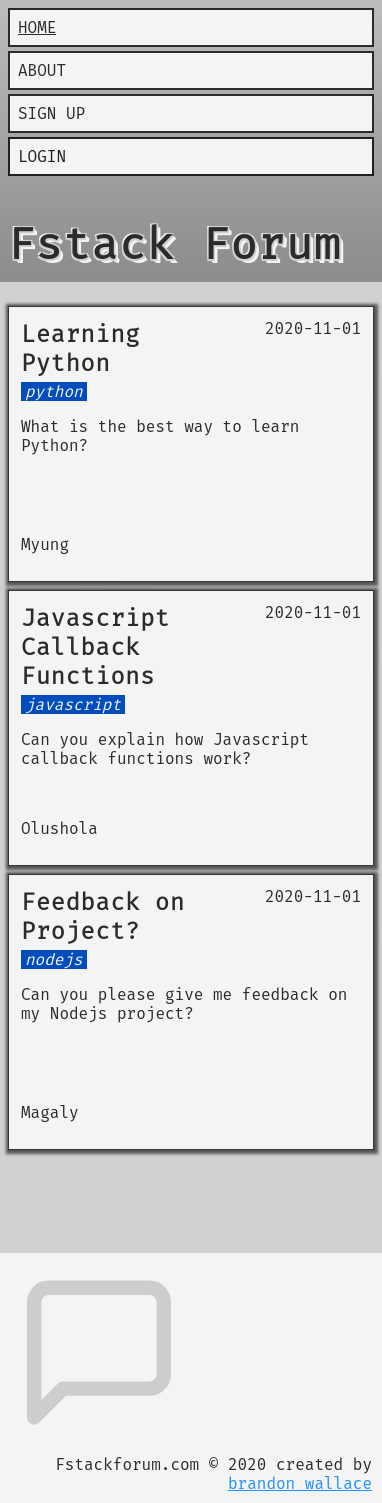 HOME
ABOUT
SIGN UP
LOGIN
Fstack Forum
Learning
Python
2020-11-01
python
What is the best way to learn
Python?
Myung
Javascript
Callback
Functions
2020-11-01
javascript
Can you explain how Javascript
callback functions work?
Olushola
Feedback on
Project?
2020-11-01
nodejs
Can you please give me feedback on
my Nodejs project?
Magaly
Fstackforum.com © 2020 created by
brandon wallace